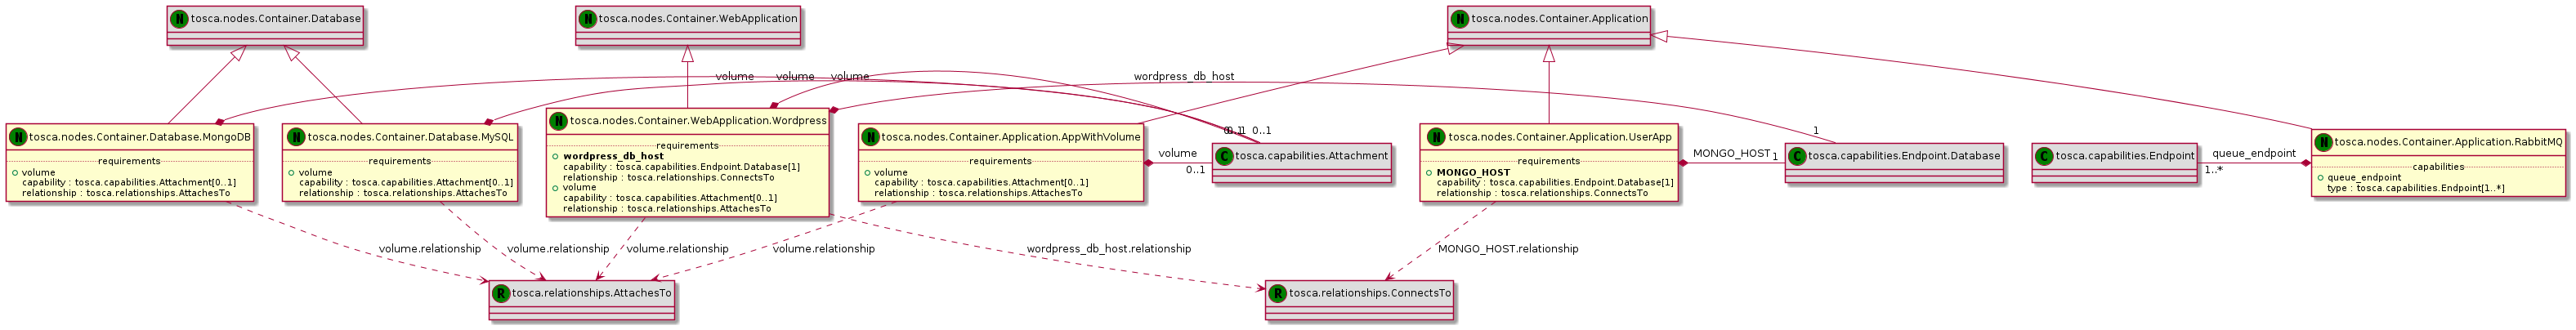 N tosca.nodes.Container.Database
N tosca.nodes.Container.WebApplication
N tosca.nodes.Container.Application
volume
volume
volume
wordpress_db_host
N tosca.nodes.Container.Database.MongoDB
requirements
volume
capability : tosca.capabilities.Attachment[0..1]
relationship : tosca.relationships.AttachesTo
N tosca.nodes.Container.Database.MySQL
requirements
volume
capability : tosca.capabilities.Attachment[0..1]
relationship : tosca.relationships.AttachesTo
N tosca.nodes.Container.WebApplication.Wordpress
requirements
wordpress_db_host
capability : tosca.capabilities.Endpoint.Database[1]
relationship : tosca.relationships.ConnectsTo
volume
capability : tosca.capabilities.Attachment[0..1]
relationship : tosca.relationships.AttachesTo
N tosca.nodes.Container.Application.AppWithVolume
requirements
volume
capability : tosca.capabilities.Attachment[0..1]
relationship : tosca.relationships.AttachesTo
volume
0..1
0..1
C tosca.capabilities.Attachment
N tosca.nodes.Container.Application.UserApp
requirements
MONGO_HOST
capability : tosca.capabilities.Endpoint.Database[1]
relationship : tosca.relationships.ConnectsTo
MONGO_HOST
1
1
C tosca.capabilities.Endpoint.Database
C tosca.capabilities.Endpoint
queue_endpoint
1..*
N tosca.nodes.Container.Application.RabbitMQ
capabilities
queue_endpoint
type : tosca.capabilities.Endpoint[1..*]
volume.relationship
volume.relationship
volume.relationship
volume.relationship
wordpress_db_host.relationship
MONGO_HOST.relationship
R tosca.relationships.AttachesTo
R tosca.relationships.ConnectsTo